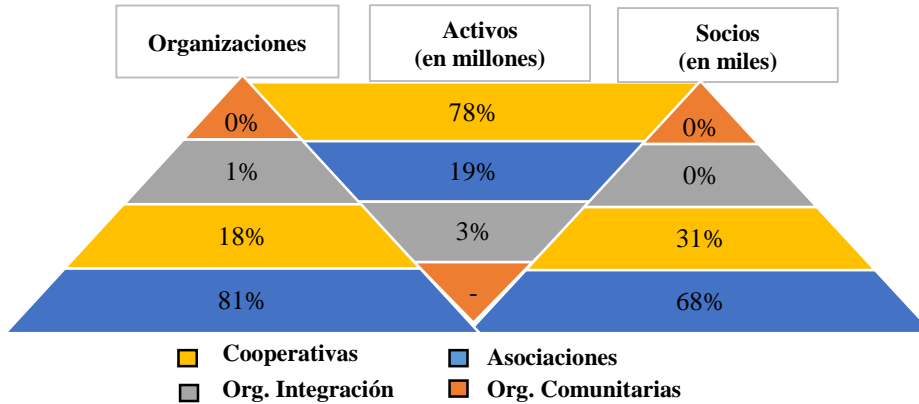 Organizaciones
Activos
(en millones)
Socios
(en miles)
0%
78%
0%
1%
19%
0%
18%
3%
31%
81%
-
68%
Cooperativas
Asociaciones
Org. Integración
Org. Comunitarias